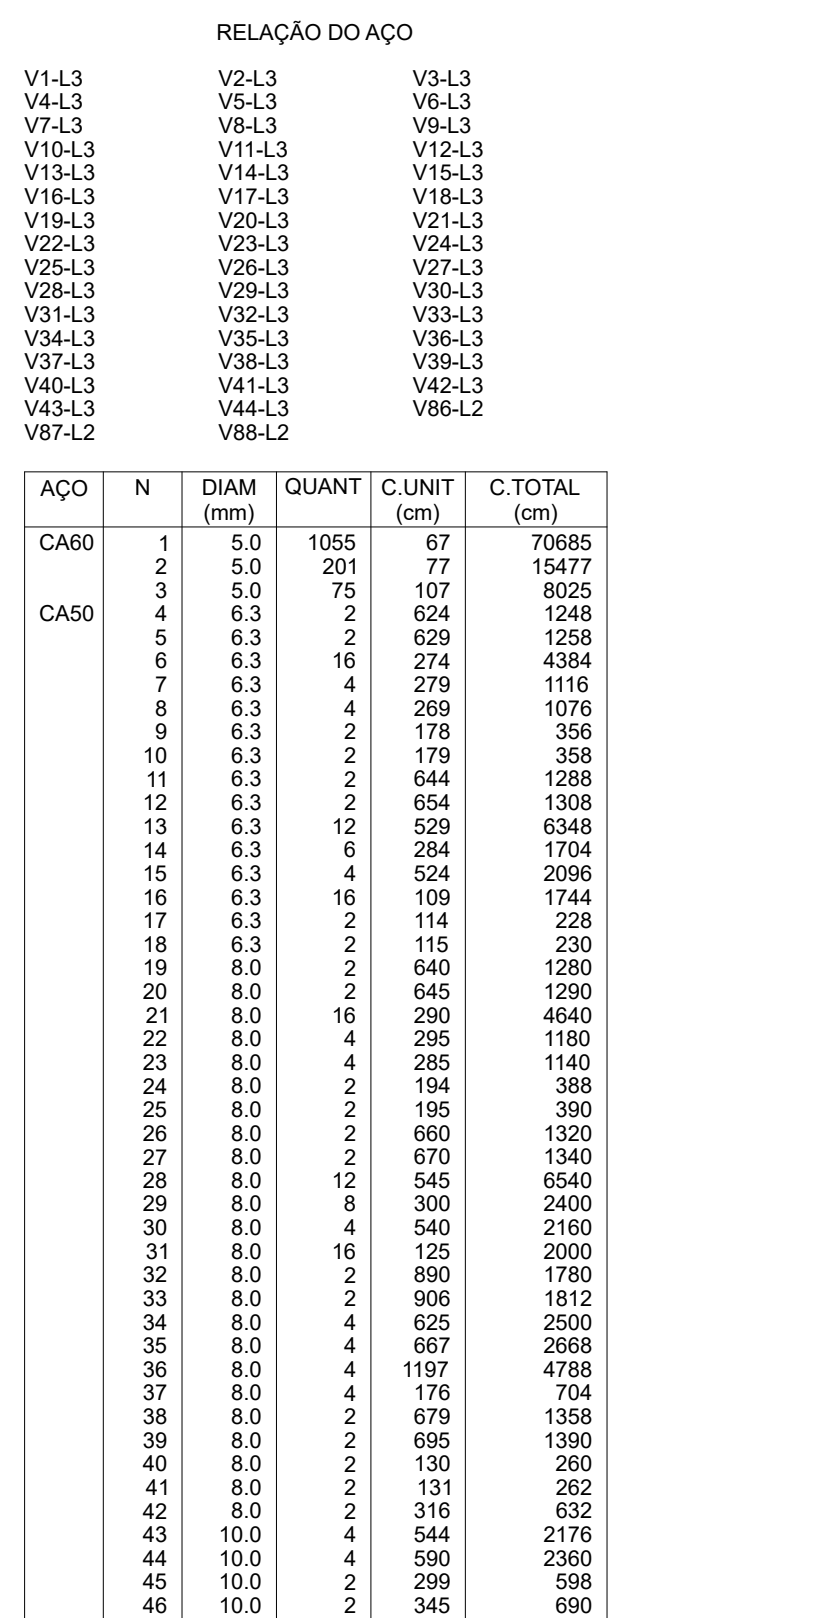 RELAÇÃO DO AÇO
V1-L3 V2-L3 V3-L3
V4-L3 V5-L3 V6-L3
V7-L3 V8-L3 V9-L3
V10-L3 V11-L3 V12-L3
V13-L3 V14-L3 V15-L3
V16-L3 V17-L3 V18-L3
V19-L3 V20-L3 V21-L3
V22-L3 V23-L3 V24-L3
V25-L3 V26-L3 V27-L3
V28-L3 V29-L3 V30-L3
V31-L3 V32-L3 V33-L3
V34-L3 V35-L3 V36-L3
V37-L3 V38-L3 V39-L3
V40-L3 V41-L3 V42-L3
V43-L3 V44-L3 V86-L2
V87-L2 V88-L2
AÇO N DIAM QUANT C.UNIT C.TOTAL
(mm) (cm) (cm)
CA60 1 5.0 1055 67 70685
2 5.0 201 77 15477
3 5.0 75 107 8025
CA50 4 6.3 2 624 1248
5 6.3 2 629 1258
6 6.3 16 274 4384
7 6.3 4 279 1116
8 6.3 4 269 1076
9 6.3 2 178 356
10 6.3 2 179 358
11 6.3 2 644 1288
12 6.3 2 654 1308
13 6.3 12 529 6348
14 6.3 6 284 1704
15 6.3 4 524 2096
16 6.3 16 109 1744
17 6.3 2 114 228
18 6.3 2 115 230
19 8.0 2 640 1280
20 8.0 2 645 1290
21 8.0 16 290 4640
22 8.0 4 295 1180
23 8.0 4 285 1140
24 8.0 2 194 388
25 8.0 2 195 390
26 8.0 2 660 1320
27 8.0 2 670 1340
28 8.0 12 545 6540
29 8.0 8 300 2400
30 8.0 4 540 2160
31 8.0 16 125 2000
32 8.0 2 890 1780
33 8.0 2 906 1812
34 8.0 4 625 2500
35 8.0 4 667 2668
36 8.0 4 1197 4788
37 8.0 4 176 704
38 8.0 2 679 1358
39 8.0 2 695 1390
40 8.0 2 130 260
41 8.0 2 131 262
42 8.0 2 316 632
43 10.0 4 544 2176
44 10.0 4 590 2360
45 10.0 2 299 598
46 10.0 2 345 690